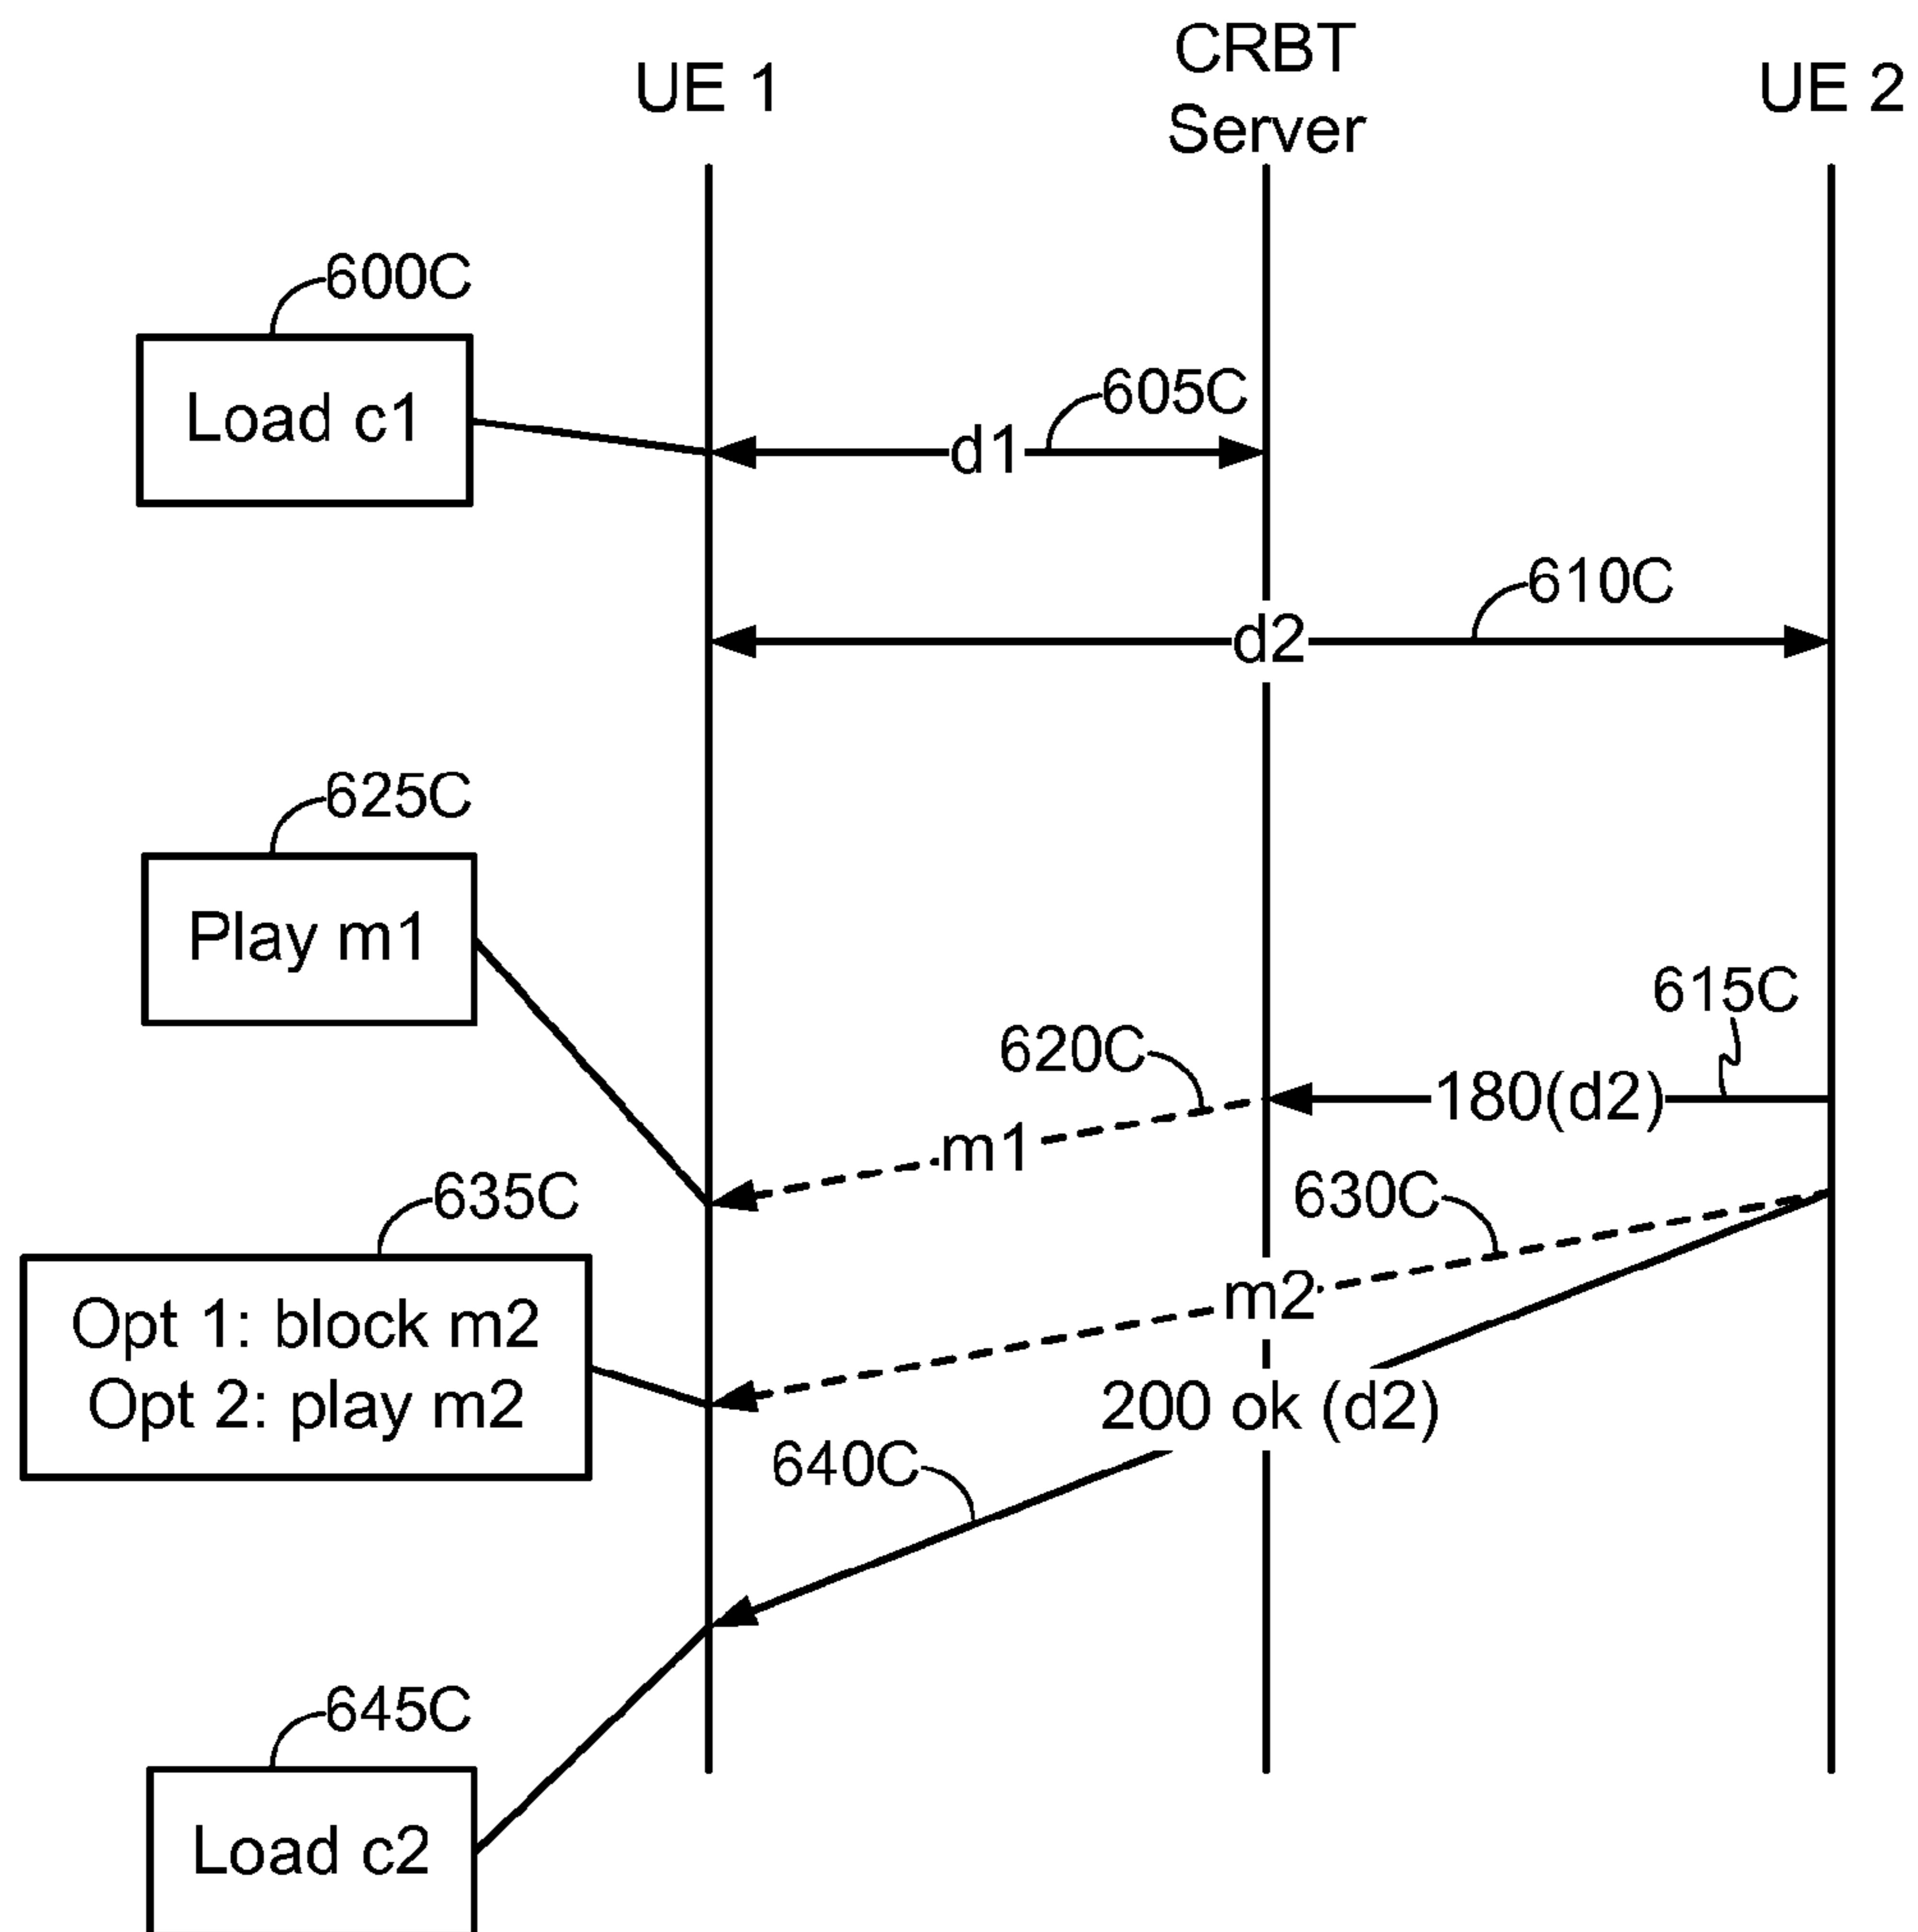 UE 1
CRBT
Server
UE 2
600C
Load c1
605C
d1
610C
d2
625C
Play m1
615C
180(d2)
620C
m1
635C
630C
Opt 1: block m2
Opt 2: play m2
m2
200 ok (d2)
640C
645C
Load c2